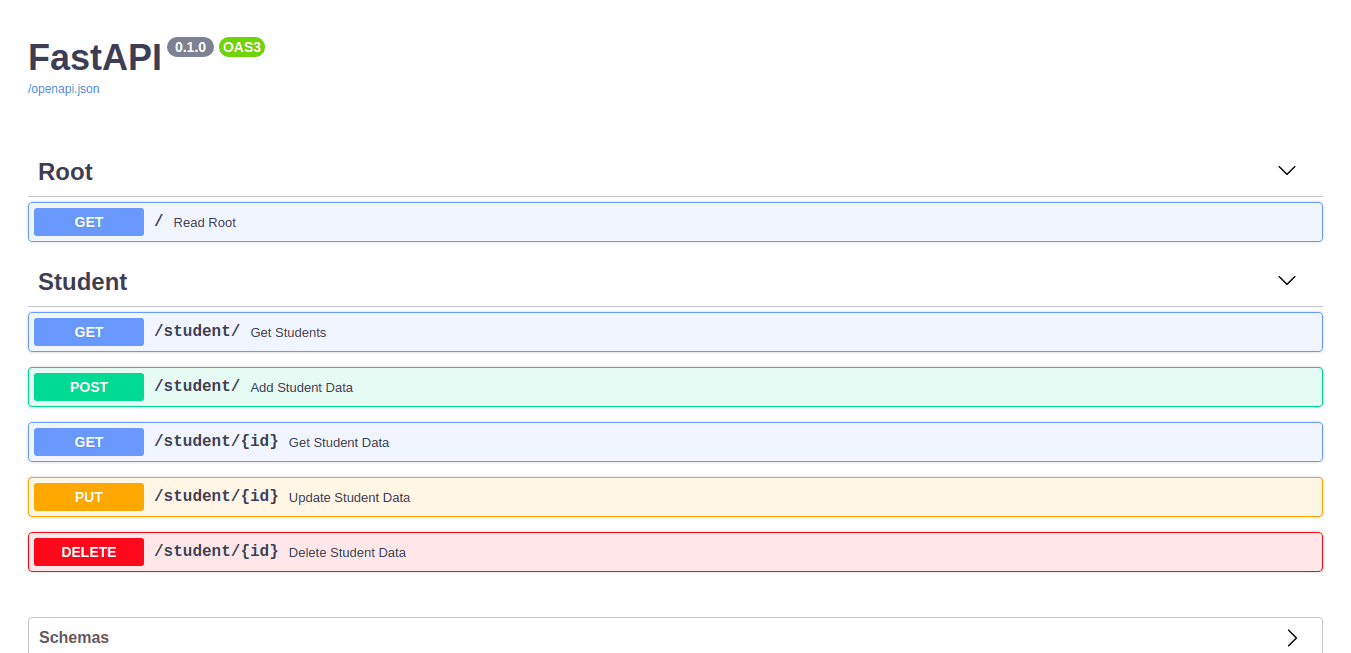 FastAPI 0.1.0 OAS3
/openapi.json
Root
GET / Read Root
Student
GET /student/ Get Students
POST /student/ Add Student Data
GET /student/{id} Get Student Data
PUT /student/{id} Update Student Data
DELETE /student/{id} Delete Student Data
Schemas